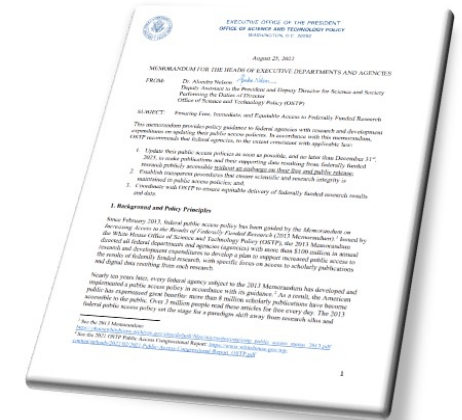 EXECUTIVE OFFICE OF THE PRESIDENT
OFFICE OF SCIENCE AND TECHNOLOGY POLICY
WASHINGTON, D.C. 20502
August 25, 2022
MEMORANDUM FOR THE HEADS OF EXECUTIVE DEPARTMENTS AND AGENCIES
FROM: Dr. Alondra Nelson
Deputy Assistant to the President and Deputy Director for Science and Society
Performing the Duties of Director
Office of Science and Technology Policy (OSTP)
SUBJECT: Ensuring Free, Immediate, and Equitable Access to Federally Funded Research
This memorandum provides policy guidance to federal agencies with research and development
expenditures on updating their public access policies. In accordance with this memorandum,
OSTP recommends that federal agencies, to the extent consistent with applicable law:
1. Update their public access policies as soon as possible, and no later than December 31st,
2025, to make publications and their supporting data resulting from federally funded
research publicly accessible without an embargo on their free and public release;
2. Establish transparent procedures that ensure scientific and research integrity is
maintained in public access policies; and,
3. Coordinate with OSTP to ensure equitable delivery of federally funded research results
and data.
1. Background and Policy Principles
Since February 2013, federal public access policy has been guided by the Memorandum on
Increasing Access to the Results of Federally Funded Research (2013 Memorandum).1 Issued by
the White House Office of Science and Technology Policy (OSTP), the 2013 Memorandum
directed all federal departments and agencies (agencies) with more than $100 million in annual
research and development expenditures to develop a plan to support increased public access to
the results of federally funded research, with specific focus on access to scholarly publications
and digital data resulting from such research.
Nearly ten years later, every federal agency subject to the 2013 Memorandum has developed and
implemented a public access policy in accordance with its guidance.2 As a result, the American
public has experienced great benefits: more than 8 million scholarly publications have become
accessible to the public. Over 3 million people read these articles for free every day. The 2013
federal public access policy set the stage for a paradigm shift away from research silos and
1 See the 2013 Memorandum:
2 See the 2021 OSTP Public Access Congressional Report:
1